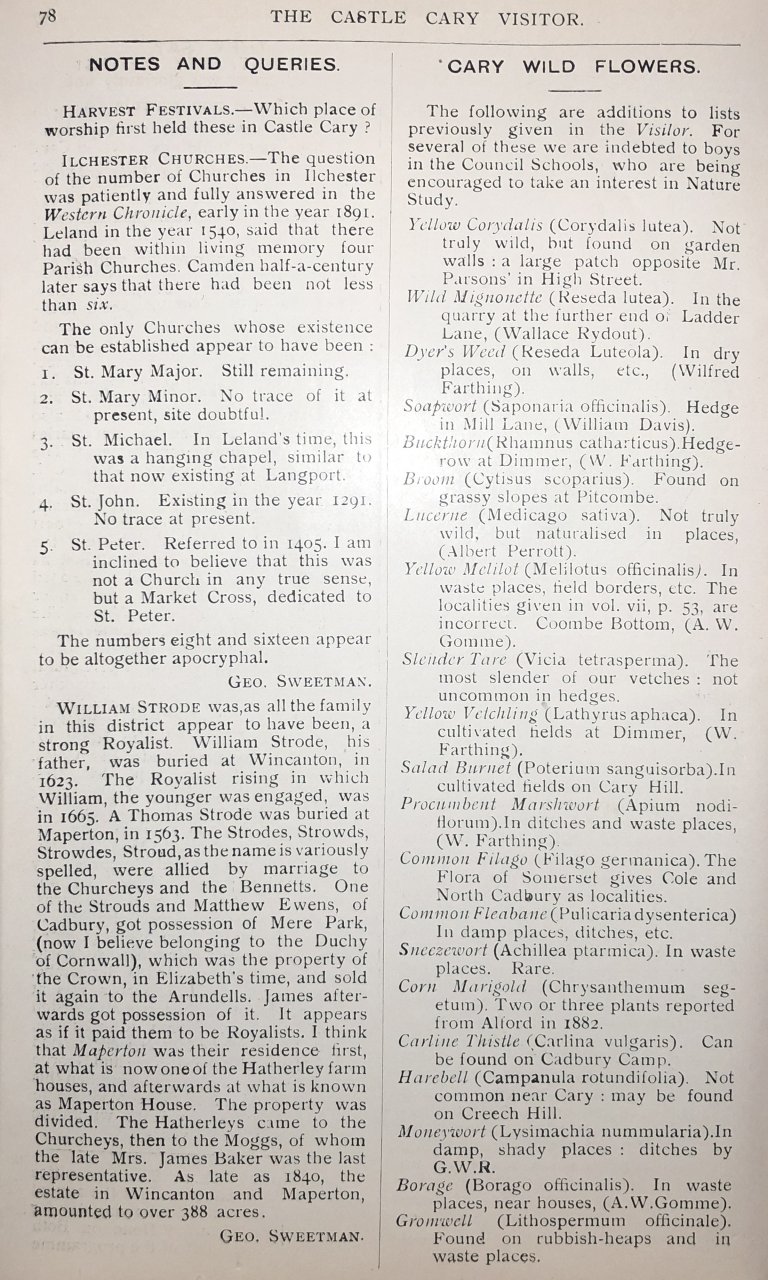 78
THE CASTLE CARY VISITOR.
NOTES AND QUERIES.
HARVEST FESTIVALS.—Which place of
worship first held these in Castle Cary ?
ILCHESTER CHURCHES.—The question
of the number of Churches in Ilchester
was patiently and fully answered in the
Western Chronicle, early in the year 1891.
Leland in the year 1540, said that there
had been within living memory four
Parish Churches. Camden half-a-century
later says that there had been not less
than six.
The only Churches whose existence
can be established appear to have been :
1. St. Mary Major. Still remaining.
2. St. Mary Minor. No trace of it at
present, site doubtful.
3. St. Michael. In Leland's time, this
was a hanging chapel, similar to
that now existing at Langport.
4. St. John. Existing in the year 1291.
No trace at present.
5. St. Peter. Referred to in 1405. I am
inclined to believe that this was
not a Church in any true sense,
but a Market Cross, dedicated to
St. Peter.
The numbers eight and sixteen appear
to be altogether apocryphal.
GEO. SWEETMAN.
WILLIAM STRODE was, as all the family
in this district appear to have been, a
strong Royalist. William Strode, his
father, was buried at Wincanton, in
1623. The Royalist rising in which
William, the younger was engaged, was
in 1665. A Thomas Strode was buried at
Maperton, in 1563. The Strodes, Strowds,
Strowdes, Stroud, as the name is variously
spelled, were allied by marriage to
the Churcheys and the Bennetts. One
of the Strouds and Matthew Ewens, of
Cadbury, got possession of Mere Park,
(now I believe belonging to the Duchy
of Cornwall), which was the property of
the Crown, in Elizabeth's time, and sold
it again to the Arundells. James after-
wards got possession of it. It appears
as if it paid them to be Royalists. I think
that Maperton was their residence first,
at what is now one of the Hatherley farm
houses, and afterwards at what is known
as Maperton House. The property was
divided. The Hatherleys came to the
Churcheys, then to the Moggs, of whom
the late Mrs. James Baker was the last
representative. As late as 1840, the
estate in Wincanton and Maperton,
amounted to over 388 acres.
GEO. SWEETMAN.
CARY WILD FLOWERS.
The following are additions to lists
previously given in the Visitor. For
several of these we are indebted to boys
in the Council Schools, who are being
encouraged to take an interest in Nature
Study.
Yellow Corydalis (Corydalis lutea). Not
truly wild, but found on garden
walls : a large patch opposite Mr.
Parsons' in High Street.
Wild Mignonette (Reseda lutea). In the
quarry at the further end of Ladder
Lane, (Wallace Rydout).
Dyer's Weed (Reseda Luteola). In dry
places, on walls, etc., (Wilfred
Farthing).
Soapwort (Saponaria officinalis). Hedge
in Mill Lane, (William Davis).
Buckthorn (Rhamnus catharticus). Hedge-
row at Dimmer, (W. Farthing).
Broom (Cytisus scoparius). Found on
grassy slopes at Pitcombe.
Lucerne (Medicago sativa). Not truly
wild, but naturalised in places,
(Albert Perrott).
Yellow Melilot (Melilotus officinalis). In
waste places, field borders, etc. The
localities given in vol. vii, p. 53, are
incorrect. Coombe Bottom, (A. W.
Gomme).
Slender Tare (Vicia tetrasperma). The
most slender of our vetches : not
uncommon in hedges.
Yellow Vetchling (Lathyrus aphaca). In
cultivated fields at Dimmer, (W.
Farthing).
Salad Burnet (Poterium sanguisorba). In
cultivated fields on Cary Hill.
Procumbent Marshwort (Apium nodi-
florum). In ditches and waste places,
(W. Farthing).
Common Filago (Filago germanica). The
Flora of Somerset gives Cole and
North Cadbury as localities.
Common Fleabane (Pulicaria dysenterica)
In damp places, ditches, etc.
Sneezewort (Achillea ptarmica). In waste
places. Rare.
Corn Marigold (Chrysanthemum seg-
etum). Two or three plants reported
from Alford in 1882.
Carline Thistle (Carlina vulgaris). Can
be found on Cadbury Camp.
Harebell (Campanula rotundifolia). Not
common near Cary : may be found
on Creech Hill.
Moneywort (Lysimachia nummularia). In
damp, shady places : ditches by
G.W.R.
Borage (Borago officinalis). In waste
places, near houses, (A.W.Gomme).
Gromwell (Lithospermum officinale).
Found on rubbish-heaps and in
waste places.